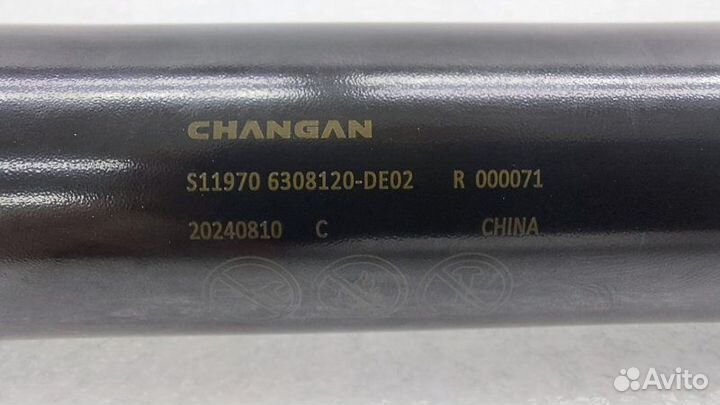 CHANGAN
S11970 6308120-DE02 R 000071
20240810 C CHINA
Avito